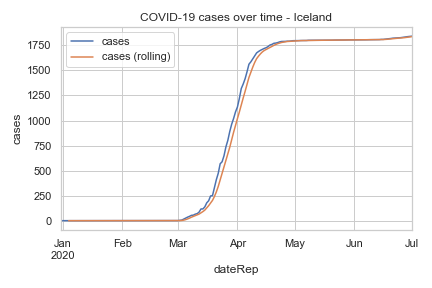 COVID-19 cases over time - Iceland
cases
cases (rolling)
1750
1500
1250
1000
750
500
250
0
cases
Jan Feb Mar Apr May Jun Jul
2020
dateRep